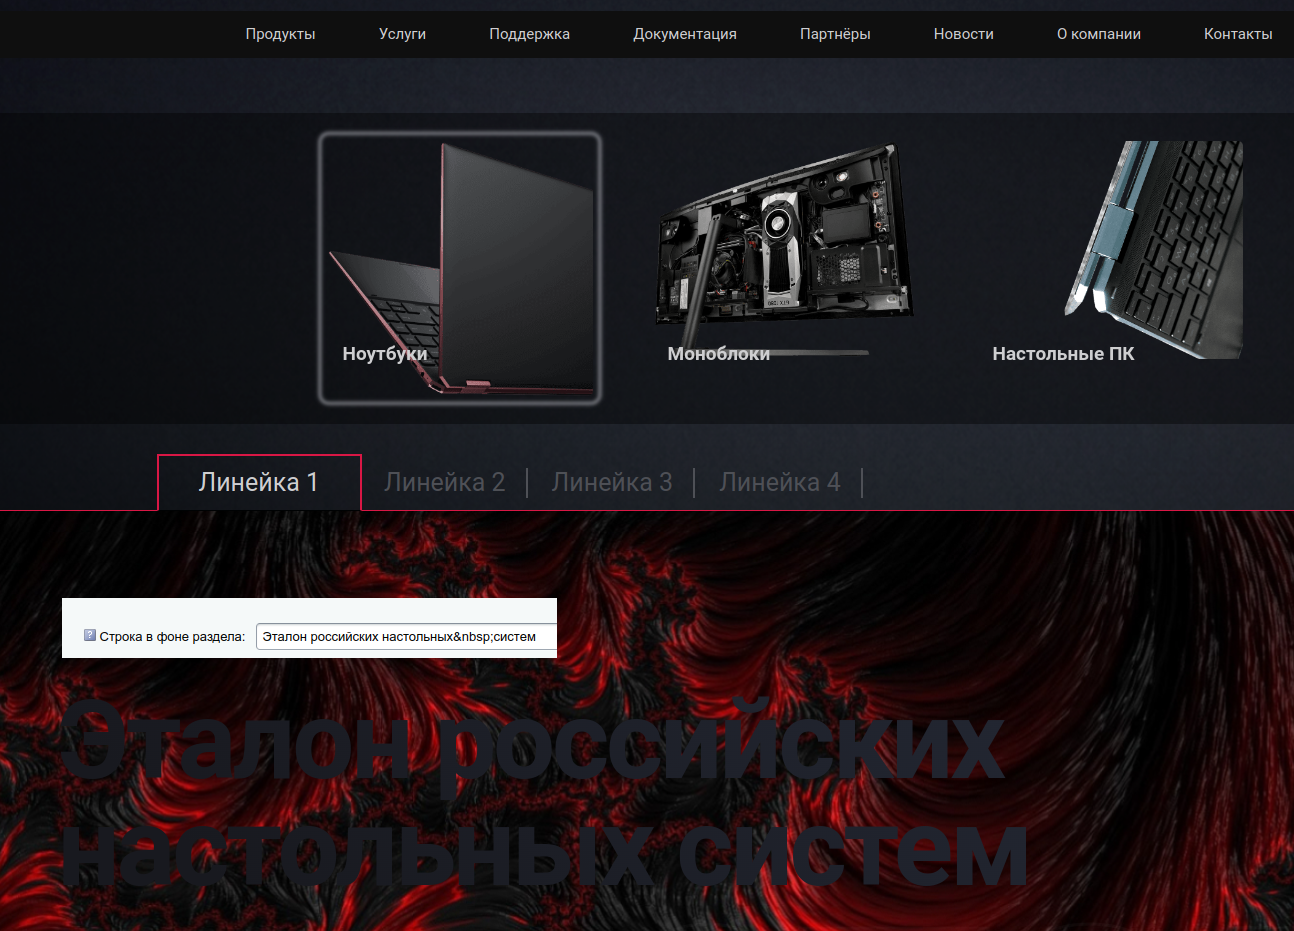 Продукты Услуги Поддержка Документация Партнёры Новости О компании Контакты
Ноутбуки Моноблоки Настольные ПК
Линейка 1 Линейка 2 Линейка 3 Линейка 4
? Строка в фоне раздела: Эталон российских настольных&nbsp;систем
Эталон российских
настольных систем